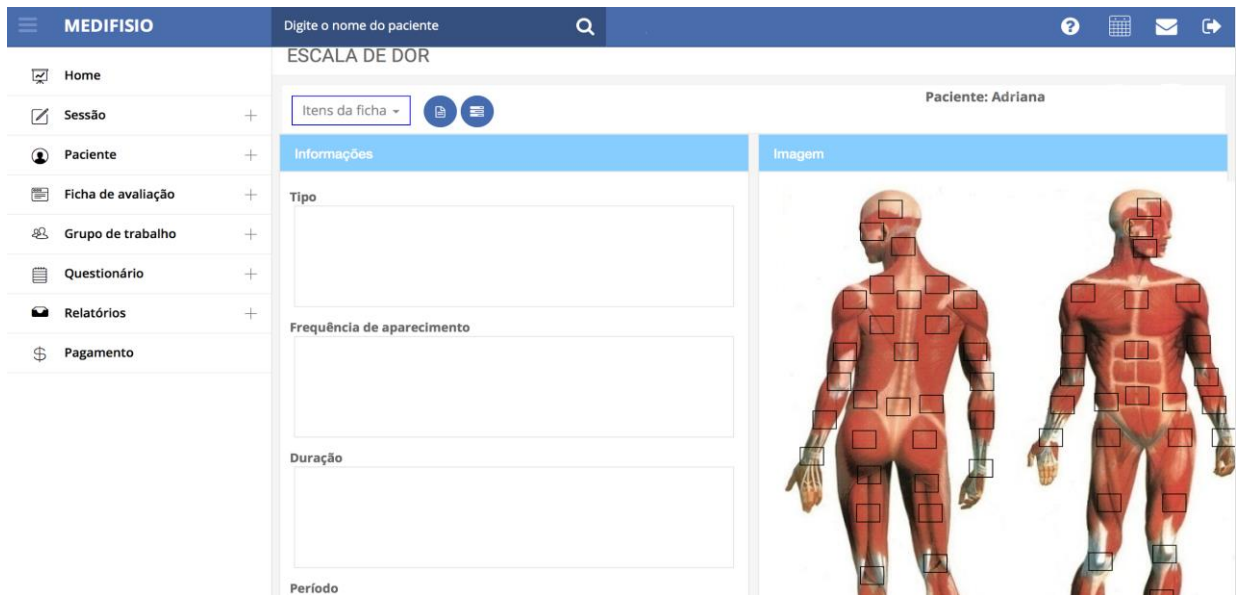 MEDIFISIO
Digite o nome do paciente
Home
Sessão
Paciente
Ficha de avaliação
Grupo de trabalho
Questionário
Relatórios
Pagamento
ESCALA DE DOR
Itens da ficha
Paciente: Adriana
Informações
Tipo
Frequência de aparecimento
Duração
Período
Imagem